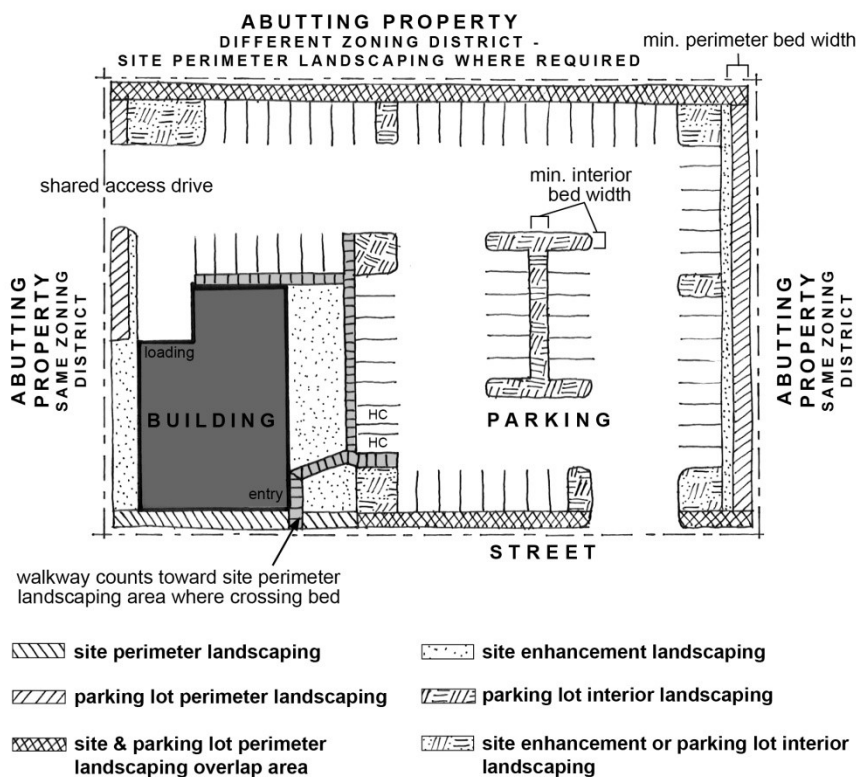 ABUTTING PROPERTY
DIFFERENT ZONING DISTRICT -
SITE PERIMETER LANDSCAPING WHERE REQUIRED
min. perimeter bed width
shared access drive
min. interior
bed width
ABUTTING
PROPERTY
SAME ZONING
DISTRICT
loading
BUILDING
entry
HC
HC
PARKING
ABUTTING
PROPERTY
SAME ZONING
DISTRICT
STREET
walkway counts toward site perimeter
landscaping area where crossing bed
site perimeter landscaping
site enhancement landscaping
parking lot perimeter landscaping
parking lot interior landscaping
site & parking lot perimeter
landscaping overlap area
site enhancement or parking lot interior
landscaping